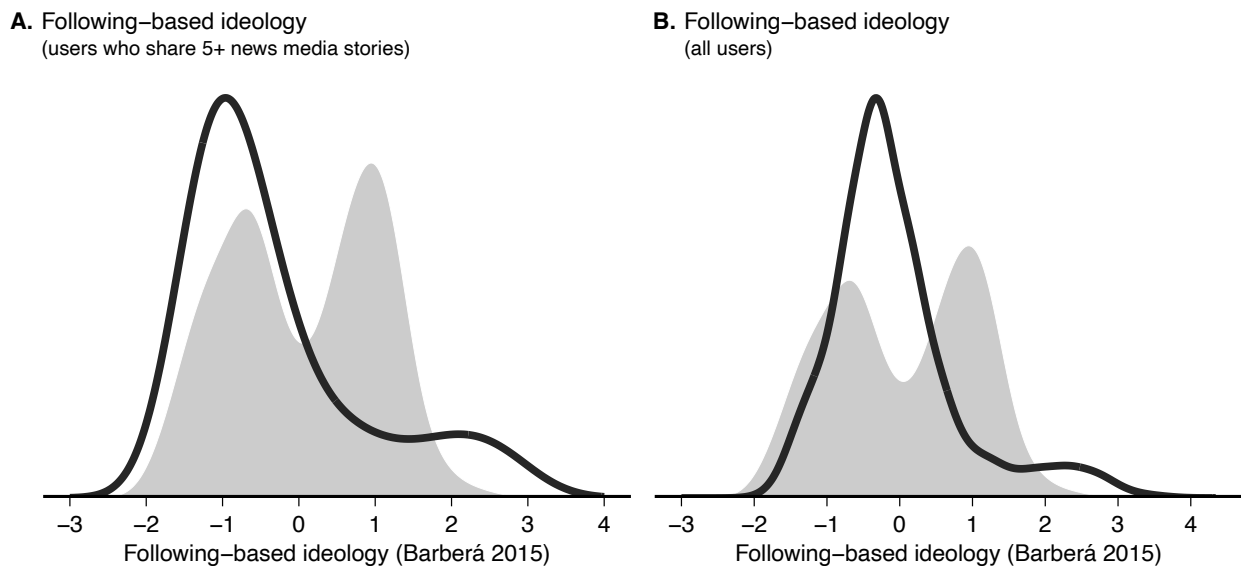 A. Following−based ideology
(users who share 5+ news media stories)
−3 −2 −1 0 1 2 3 4
Following−based ideology (Barberá 2015)
B. Following−based ideology
(all users)
−3 −2 −1 0 1 2 3 4
Following−based ideology (Barberá 2015)